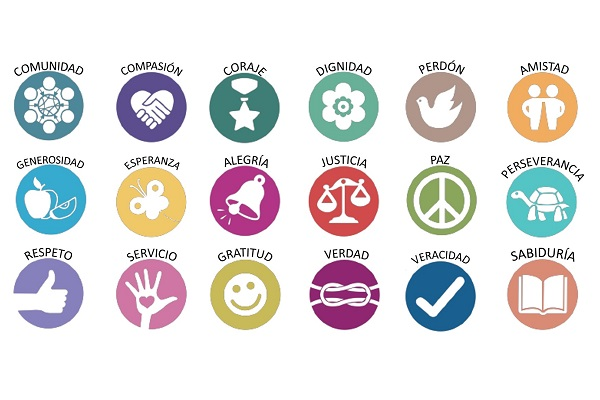 COMUNIDAD
COMPASIÓN
CORAJE
DIGNIDAD
PERDÓN
AMISTAD
GENEROSIDAD
ESPERANZA
ALEGRÍA
JUSTICIA
PAZ
PERSEVERANCIA
RESPETO
SERVICIO
GRATITUD
VERDAD
VERACIDAD
SABIDURÍA